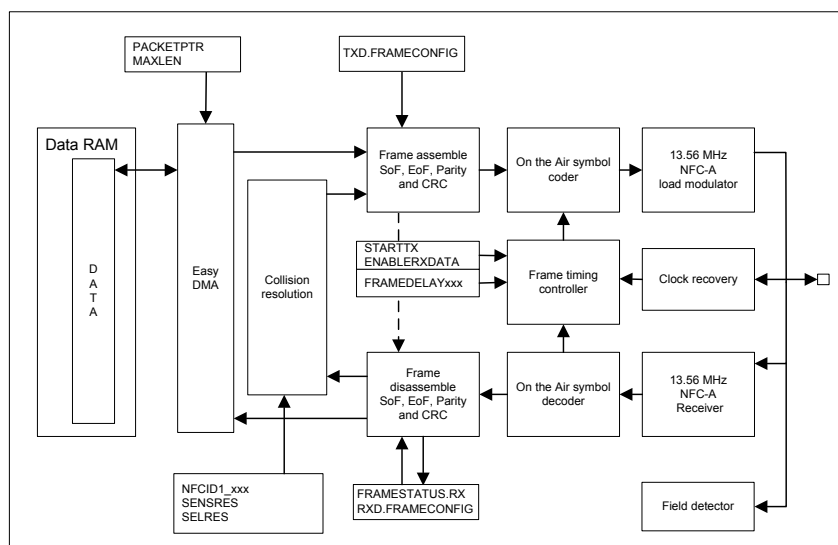 PACKETPTR
MAXLEN
TXD.FRAMECONFIG
Data RAM
DATA
Easy
DMA
Collision
resolution
Frame assemble
SoF, EoF, Parity
and CRC
On the Air symbol
coder
13.56 MHz
NFC-A
load modulator
STARTTX
ENABLERXDATA
FRAMEDELAYxxx
Frame timing
controller
Clock recovery
Frame
disassemble
SoF, EoF, Parity
and CRC
On the Air symbol
decoder
13.56 MHz
NFC-A
Receiver
NFCID1_xxx
SENSRES
SELRES
FRAMESTATUS.RX
RXD.FRAMECONFIG
Field detector